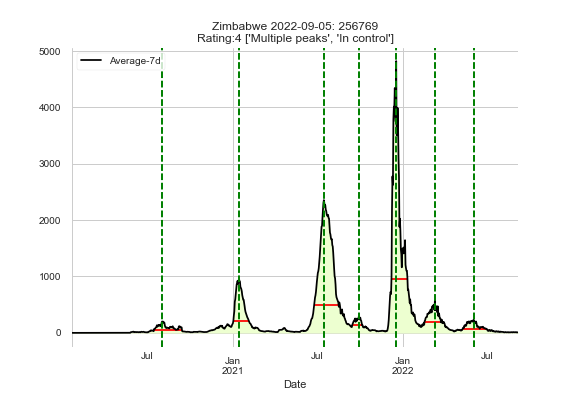 Zimbabwe 2022-09-05: 256769
Rating:4 ['Multiple peaks', 'In control']
5000
Average-7d
4000
3000
2000
1000
0
Jul
Jan
2021
Jul
Jan
2022
Jul
Date